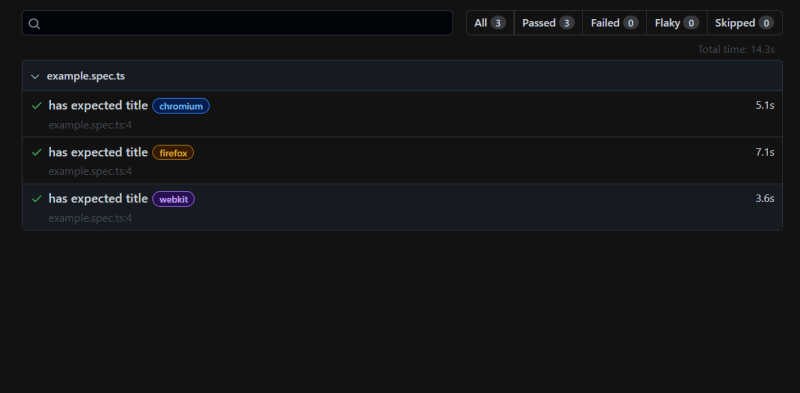 All 3 Passed 3 Failed 0 Flaky 0 Skipped 0
Total time: 14.3s
example.spec.ts
has expected title chromium 5.1s
example.spec.ts:4
has expected title firefox 7.1s
example.spec.ts:4
has expected title webkit 3.6s
example.spec.ts:4